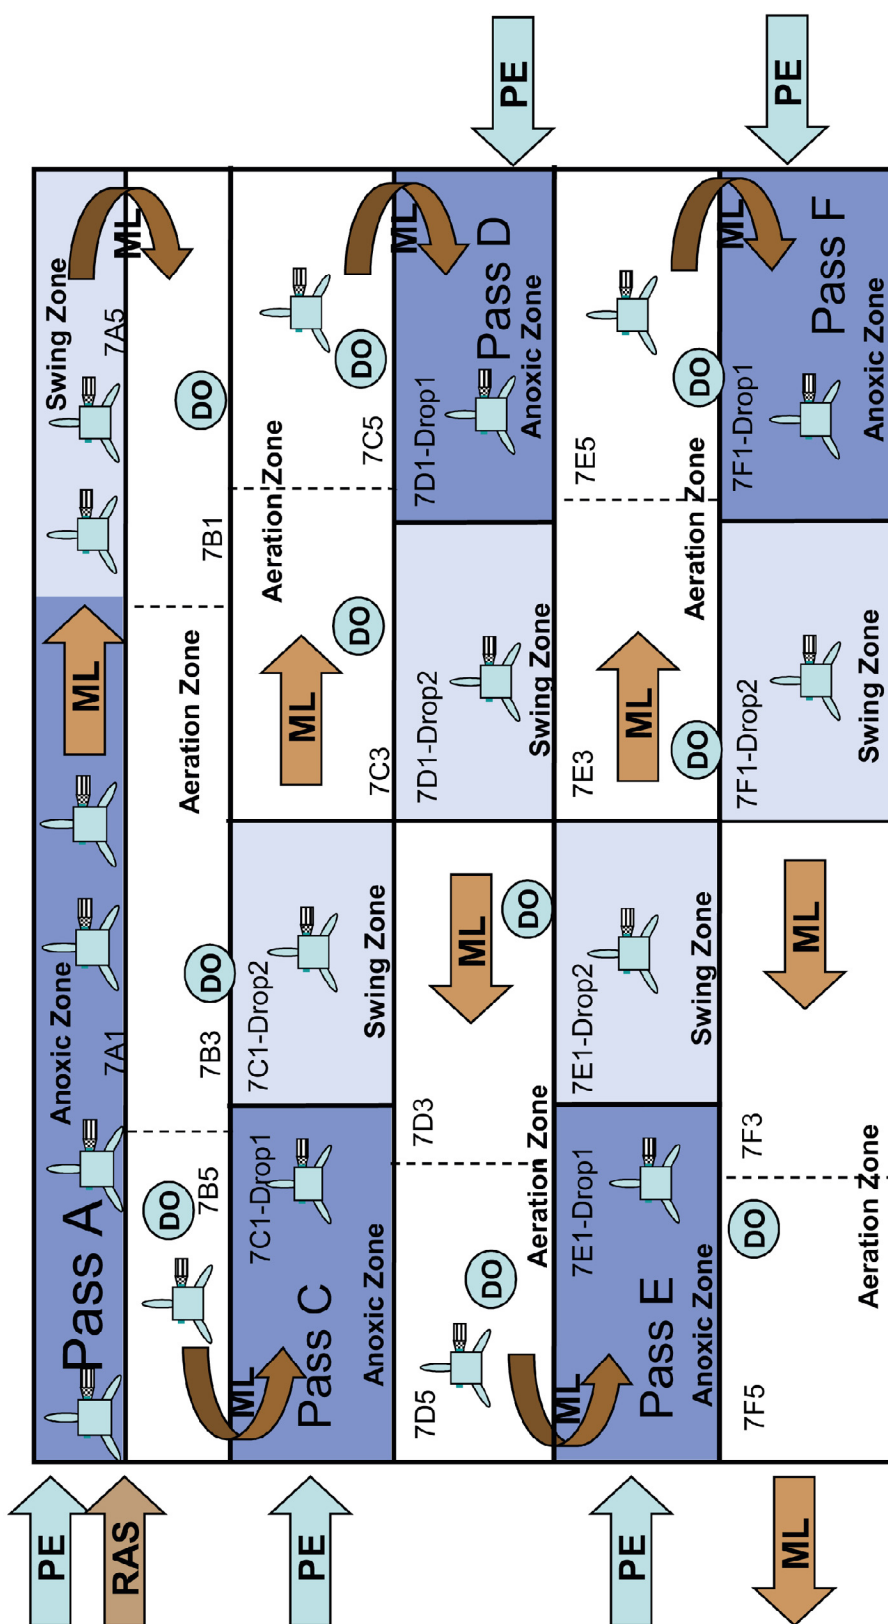 PE
RAS
Pass A
Anoxic Zone
7A1
ML
Swing Zone
7A5
ML
DO
7B5
7B3
DO
Aeration Zone
7B1
DO
ML
PE
Pass C
Anoxic Zone
7C1-Drop1
7C1-Drop2
Swing Zone
ML
7C3
DO
Aeration Zone
7C5
DO
ML
7D5
DO
Aeration Zone
7D3
ML
DO
7D1-Drop2
Swing Zone
7D1-Drop1
Pass D
Anoxic Zone
PE
ML
PE
Pass E
Anoxic Zone
7E1-Drop1
7E1-Drop2
Swing Zone
ML
7E3
DO
Aeration Zone
7E5
DO
ML
ML
7F5
DO
Aeration Zone
7F3
ML
7F1-Drop2
Swing Zone
7F1-Drop1
Pass F
Anoxic Zone
PE